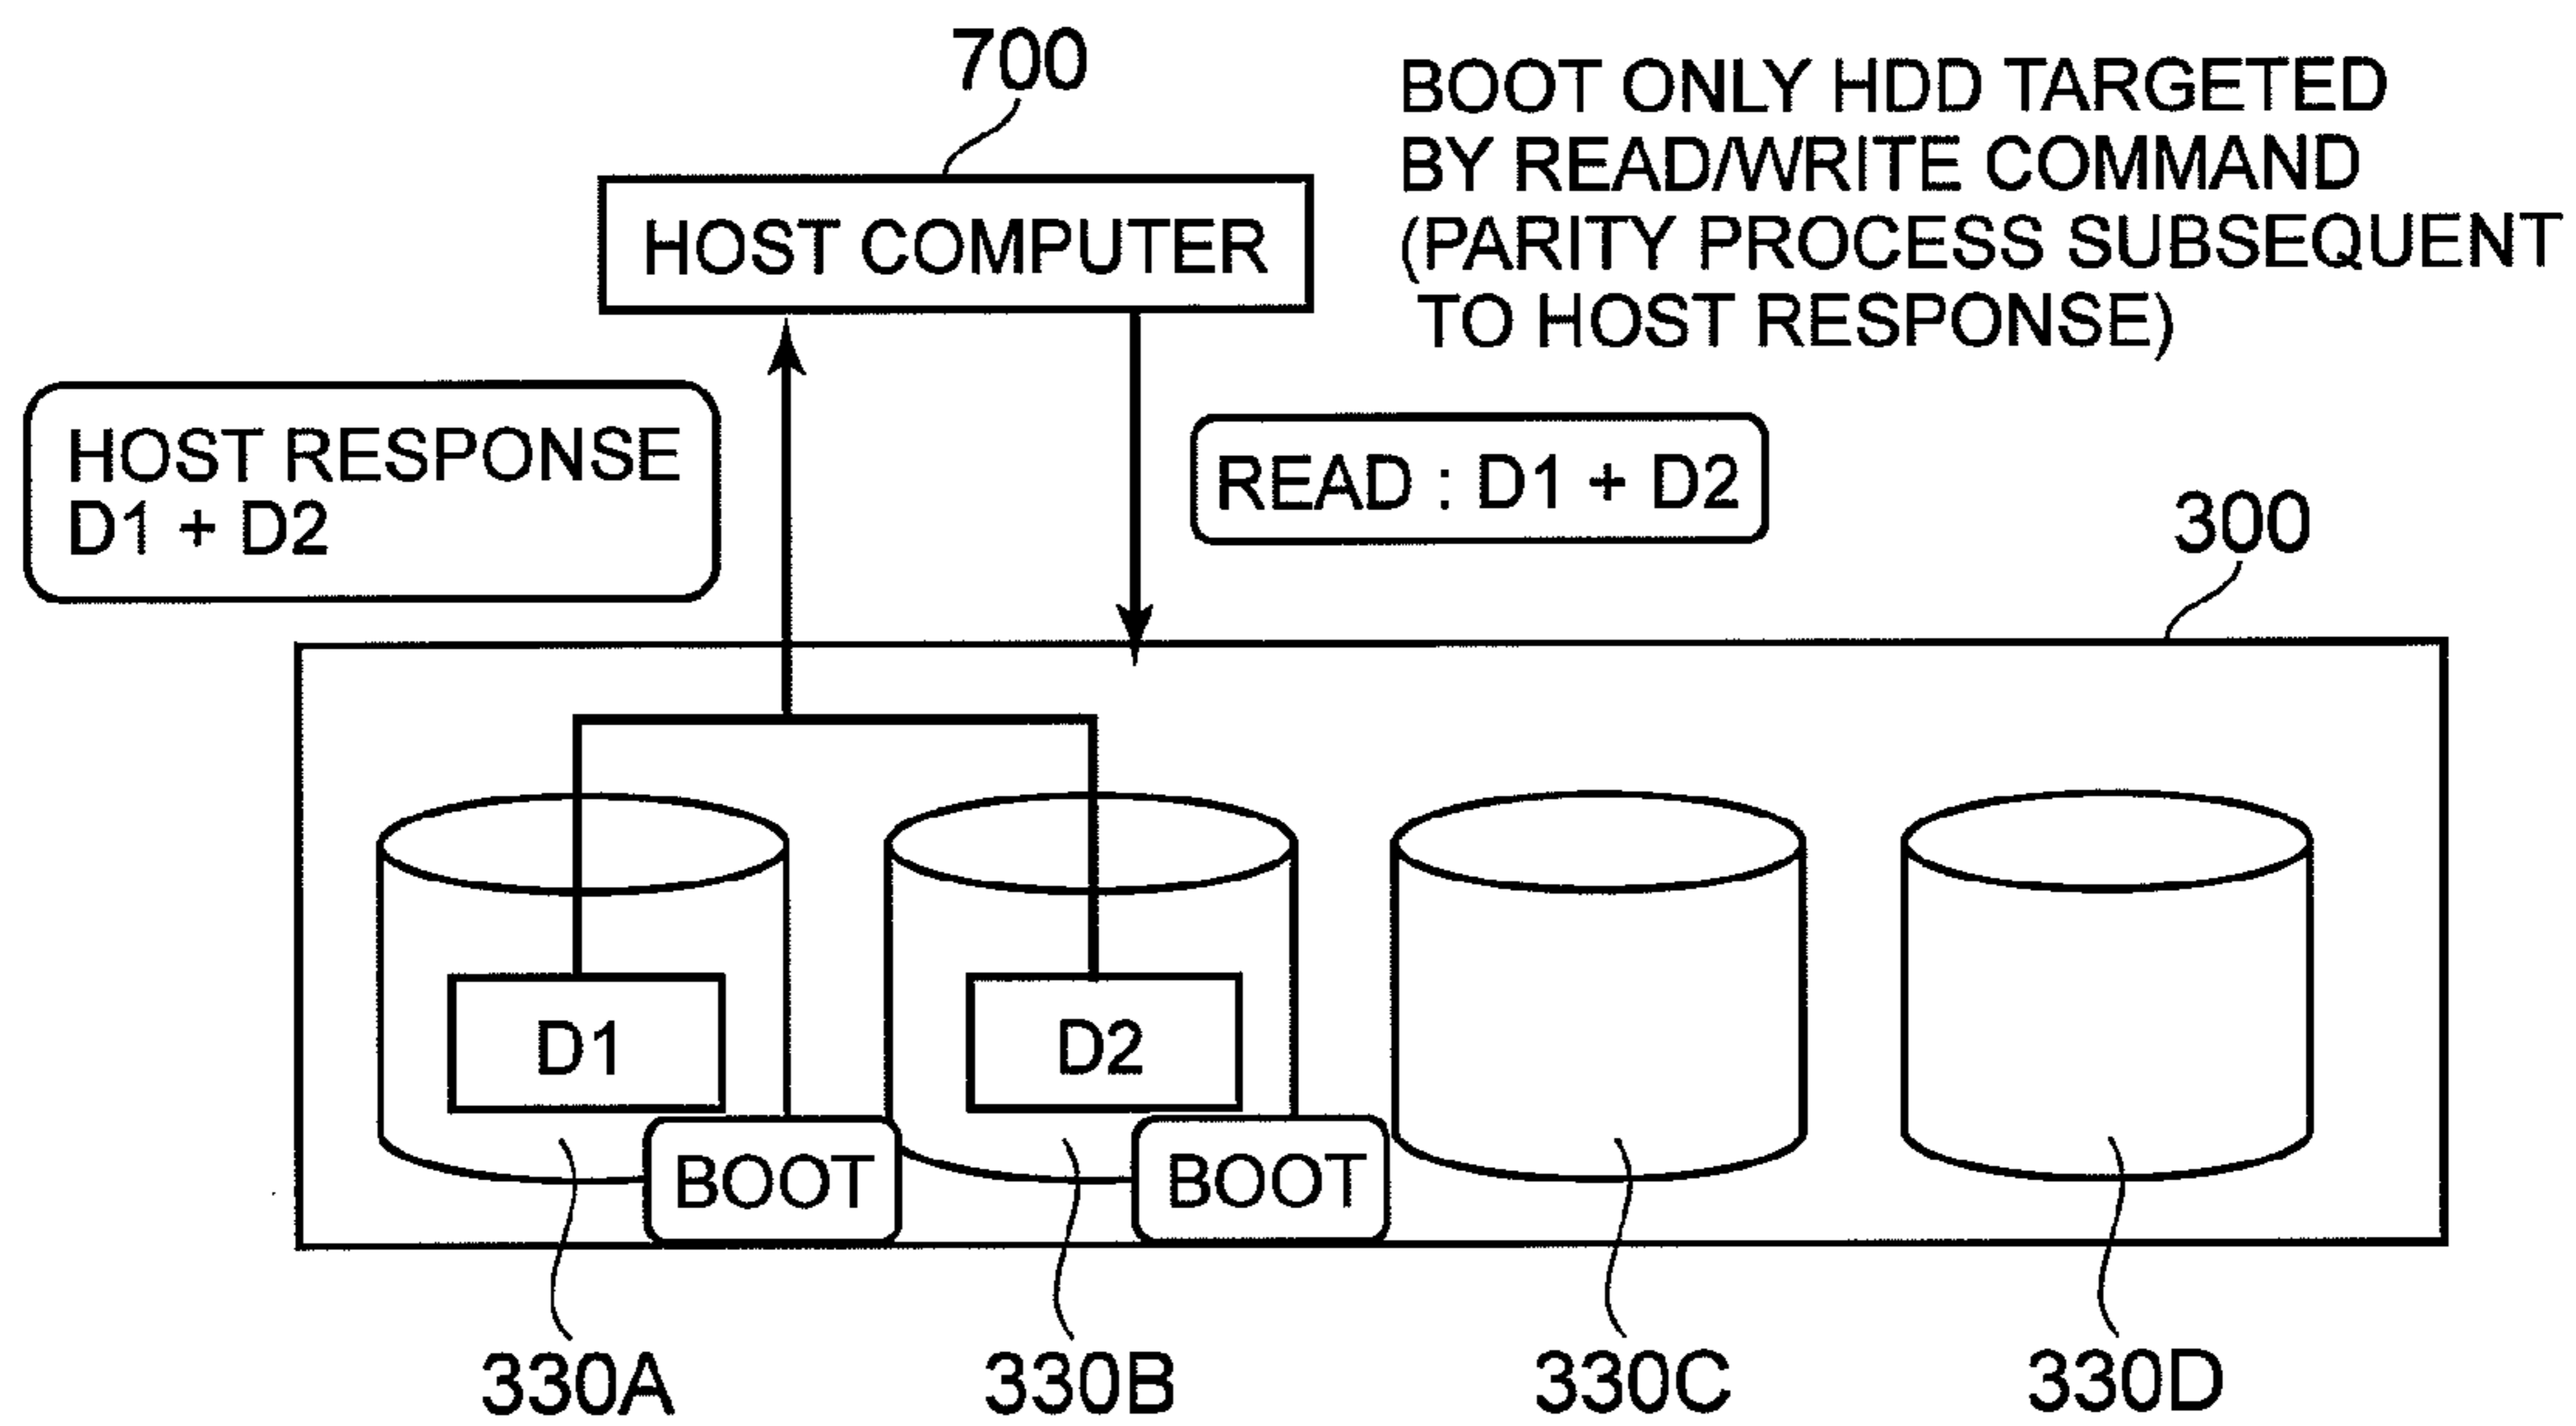 700
BOOT ONLY HDD TARGETED
BY READ/WRITE COMMAND
(PARITY PROCESS SUBSEQUENT
TO HOST RESPONSE)
HOST COMPUTER
HOST RESPONSE
D1 + D2
READ : D1 + D2
300
D1
D2
BOOT
BOOT
330A
330B
330C
330D